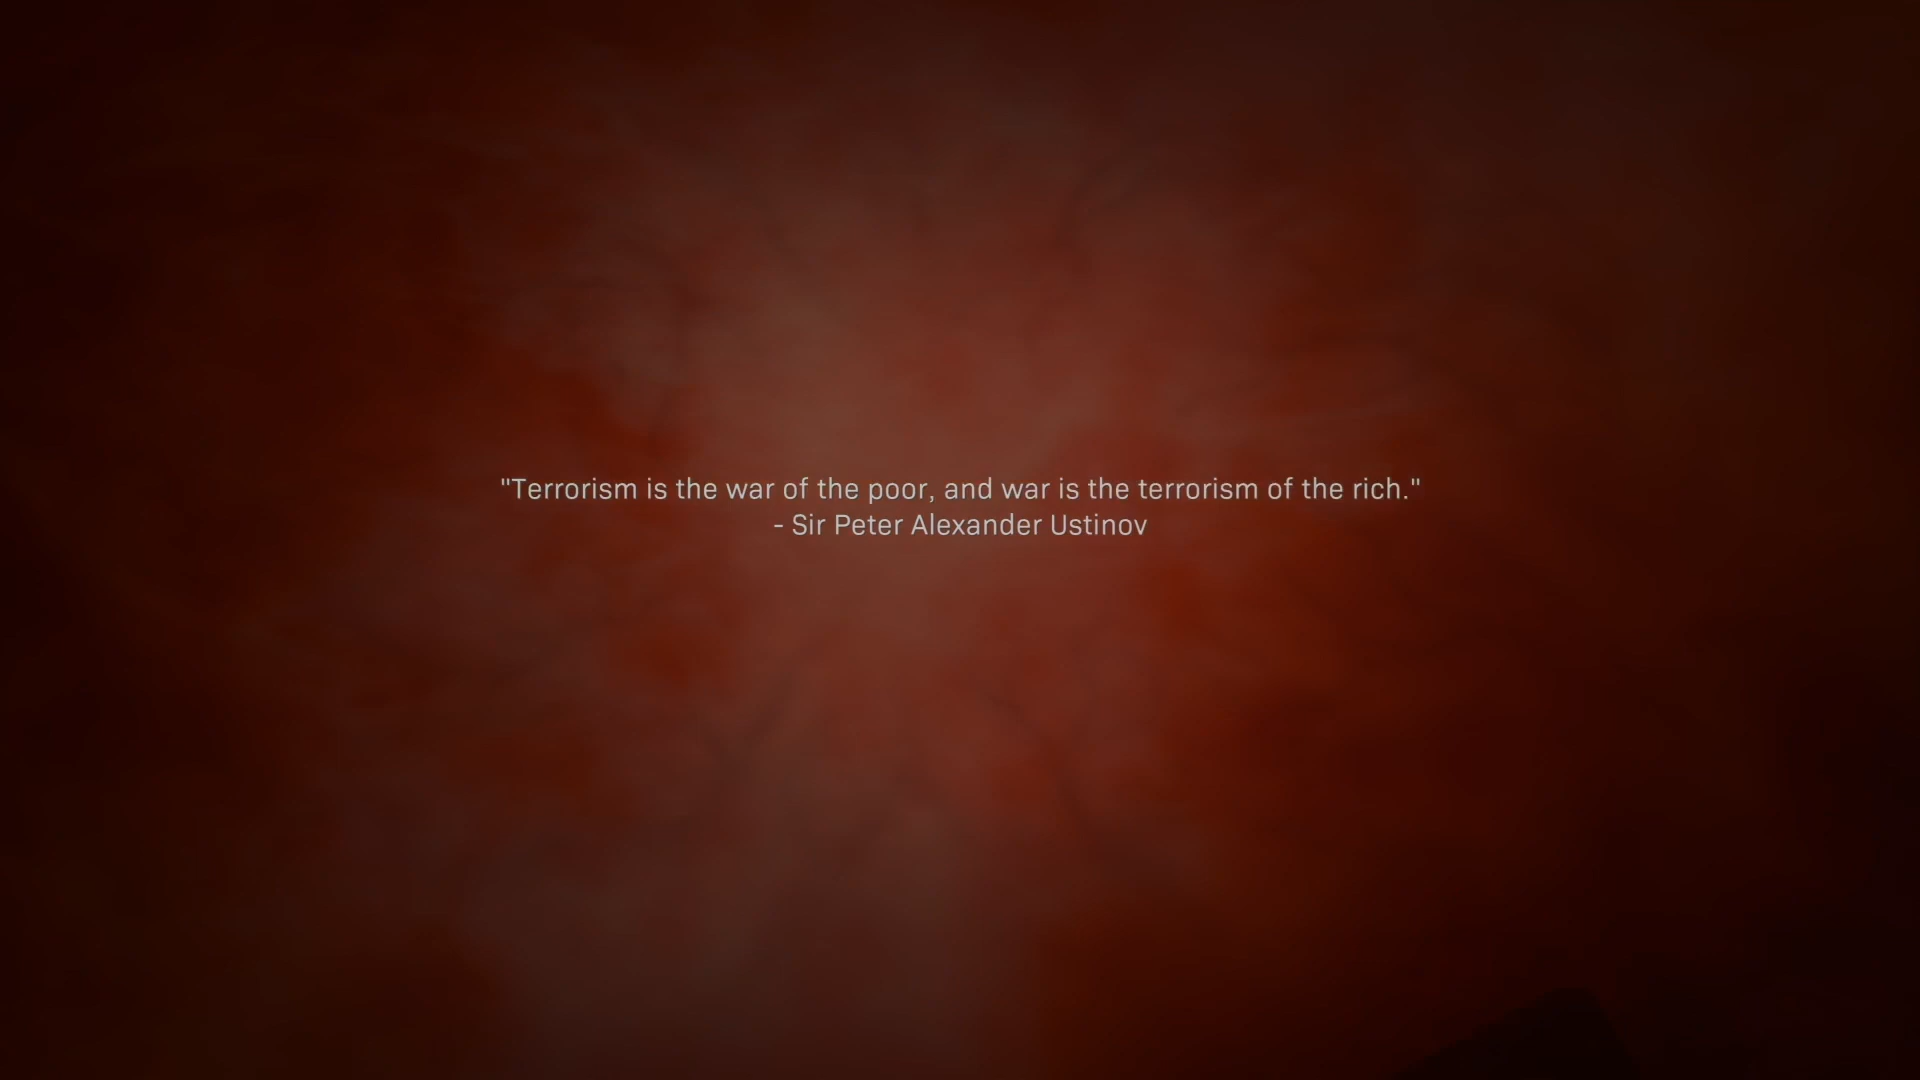 "Terrorism is the war of the poor, and war is the terrorism of the rich."
- Sir Peter Alexander Ustinov